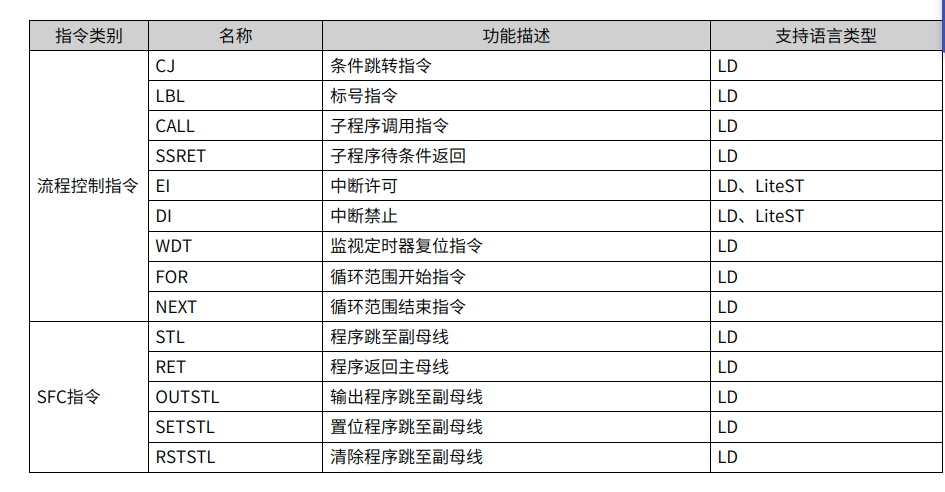 指令类别 名称 功能描述 支持语言类型
流程控制指令
CJ 条件跳转指令 LD
LBL 标号指令 LD
CALL 子程序调用指令 LD
SSRET 子程序待条件返回 LD
EI 中断许可 LD、LiteST
DI 中断禁止 LD、LiteST
WDT 监视定时器复位指令 LD
FOR 循环范围开始指令 LD
NEXT 循环范围结束指令 LD
SFC指令
STL 程序跳至副母线 LD
RET 程序返回主母线 LD
OUTSTL 输出程序跳至副母线 LD
SETSTL 置位程序跳至副母线 LD
RSTSTL 清除程序跳至副母线 LD